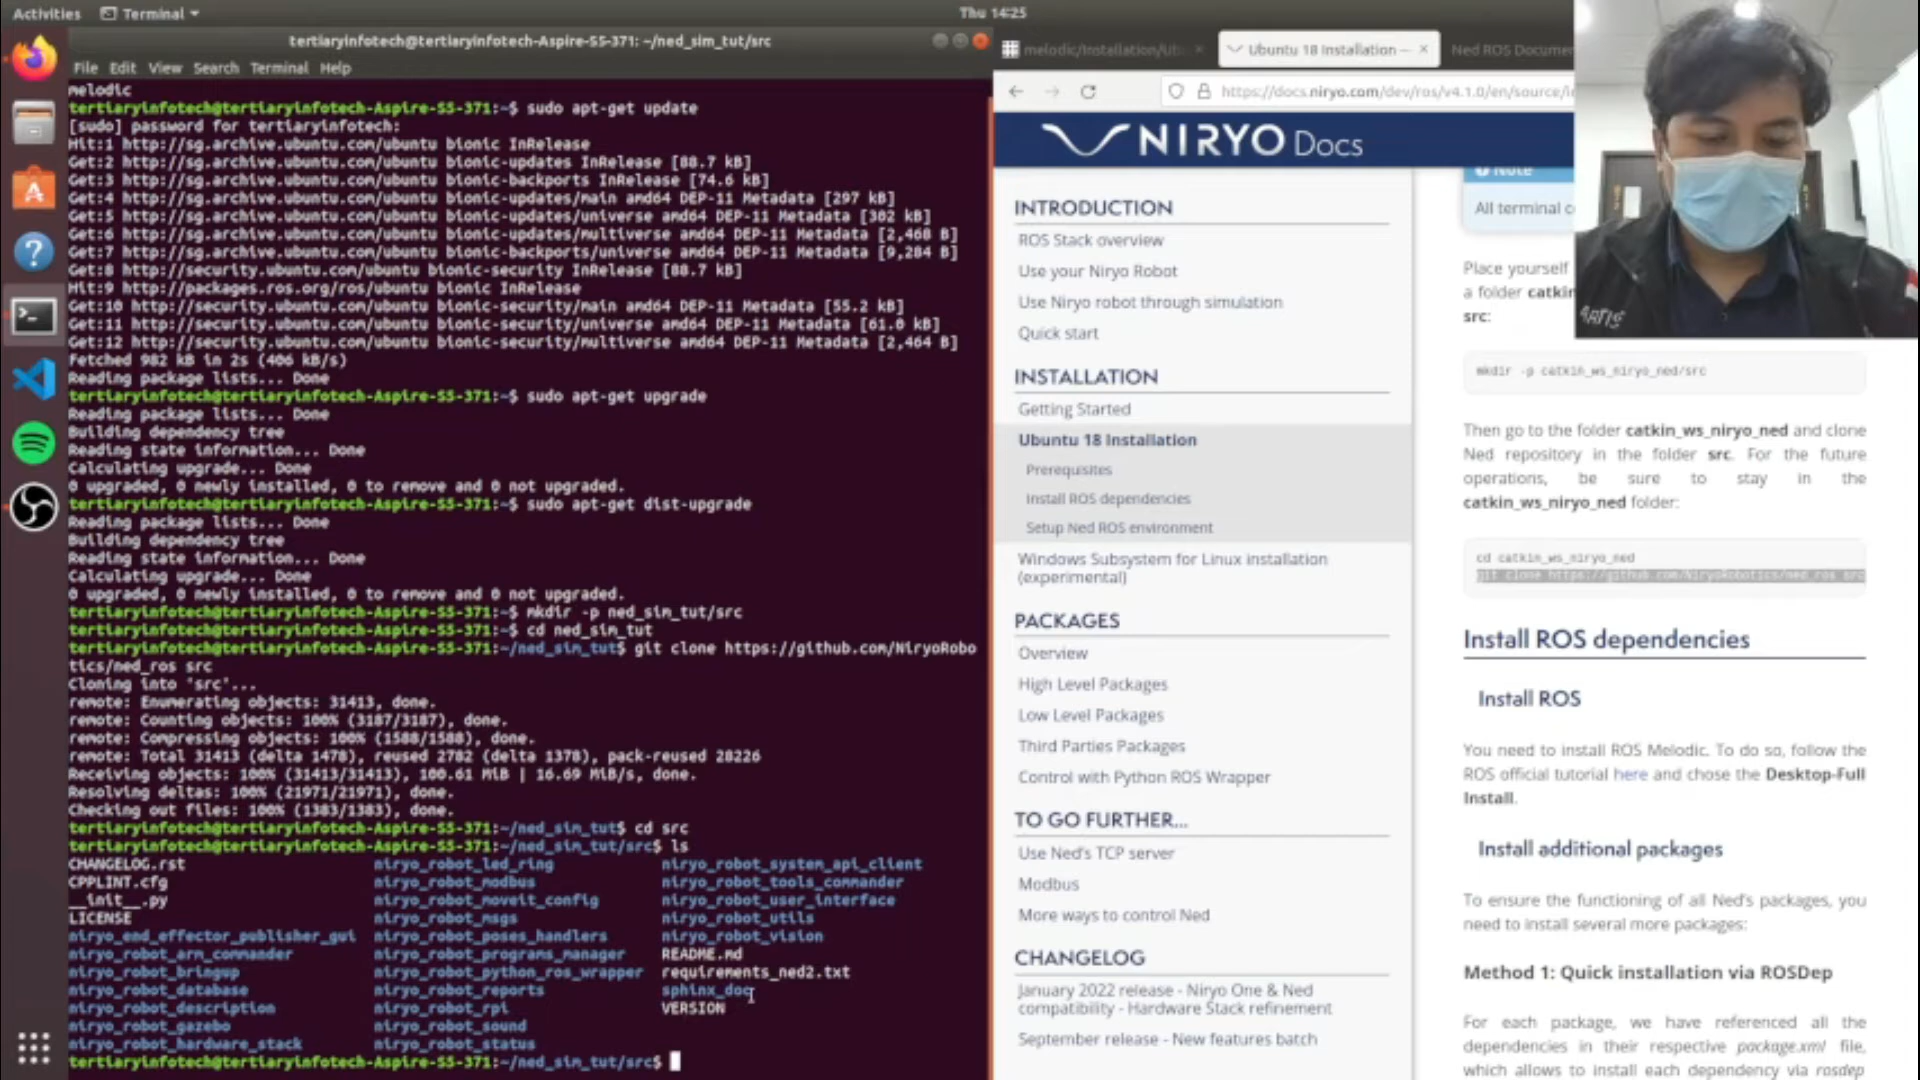 Activities
Terminal
Thu 14:25
tertiaryinfotech@tertiaryinfotech-Aspire-S5-371: ~/ned_sim_tut/src
File Edit View Search Terminal Help
melodic
tertiaryinfotech@tertiaryinfotech-Aspire-S5-371:~$ sudo apt-get update
[sudo] password for tertiaryinfotech:
Hit:1 http://sg.archive.ubuntu.com/ubuntu bionic InRelease
Get:2 http://sg.archive.ubuntu.com/ubuntu bionic-updates InRelease [88.7 kB]
Get:3 http://sg.archive.ubuntu.com/ubuntu bionic-backports InRelease [74.6 kB]
Get:4 http://sg.archive.ubuntu.com/ubuntu bionic-updates/main amd64 DEP-11 Metadata [297 kB]
Get:5 http://sg.archive.ubuntu.com/ubuntu bionic-updates/universe amd64 DEP-11 Metadata [302 kB]
Get:6 http://sg.archive.ubuntu.com/ubuntu bionic-updates/multiverse amd64 DEP-11 Metadata [2,468 B]
Get:7 http://sg.archive.ubuntu.com/ubuntu bionic-backports/universe amd64 DEP-11 Metadata [9,284 B]
Get:8 http://security.ubuntu.com/ubuntu bionic-security InRelease [88.7 kB]
Hit:9 http://packages.ros.org/ros/ubuntu bionic InRelease
Get:10 http://security.ubuntu.com/ubuntu bionic-security/main amd64 DEP-11 Metadata [55.2 kB]
Get:11 http://security.ubuntu.com/ubuntu bionic-security/universe amd64 DEP-11 Metadata [61.0 kB]
Get:12 http://security.ubuntu.com/ubuntu bionic-security/multiverse amd64 DEP-11 Metadata [2,464 B]
Fetched 982 kB in 2s (406 kB/s)
Reading package lists... Done
tertiaryinfotech@tertiaryinfotech-Aspire-S5-371:~$ sudo apt-get upgrade
Reading package lists... Done
Building dependency tree
Reading state information... Done
Calculating upgrade... Done
0 upgraded, 0 newly installed, 0 to remove and 0 not upgraded.
tertiaryinfotech@tertiaryinfotech-Aspire-S5-371:~$ sudo apt-get dist-upgrade
Reading package lists... Done
Building dependency tree
Reading state information... Done
Calculating upgrade... Done
0 upgraded, 0 newly installed, 0 to remove and 0 not upgraded.
tertiaryinfotech@tertiaryinfotech-Aspire-S5-371:~$ mkdir -p ned_sim_tut/src
tertiaryinfotech@tertiaryinfotech-Aspire-S5-371:~$ cd ned_sim_tut
tertiaryinfotech@tertiaryinfotech-Aspire-S5-371:~/ned_sim_tut$ git clone https://github.com/NiryoRobo
tics/ned_ros src
Cloning into 'src'...
remote: Enumerating objects: 31413, done.
remote: Counting objects: 100% (3187/3187), done.
remote: Compressing objects: 100% (1588/1588), done.
remote: Total 31413 (delta 1478), reused 2782 (delta 1378), pack-reused 28226
Receiving objects: 100% (31413/31413), 100.61 MiB | 16.69 MiB/s, done.
Resolving deltas: 100% (21971/21971), done.
Checking out files: 100% (1383/1383), done.
tertiaryinfotech@tertiaryinfotech-Aspire-S5-371:~/ned_sim_tut$ cd src
tertiaryinfotech@tertiaryinfotech-Aspire-S5-371:~/ned_sim_tut/src$ ls
CHANGELOG.rst niryo_robot_led_ring niryo_robot_system_api_client
CPPLINT.cfg niryo_robot_modbus niryo_robot_tools_commander
__init__.py niryo_robot_moveit_config niryo_robot_user_interface
LICENSE niryo_robot_msgs niryo_robot_utils
niryo_end_effector_publisher_gui niryo_robot_poses_handlers niryo_robot_vision
niryo_robot_arm_commander niryo_robot_programs_manager README.md
niryo_robot_bringup niryo_robot_python_ros_wrapper requirements_ned2.txt
niryo_robot_database niryo_robot_reports sphinx_doc
niryo_robot_description niryo_robot_rpi VERSION
niryo_robot_gazebo niryo_robot_sound
niryo_robot_hardware_stack niryo_robot_status
tertiaryinfotech@tertiaryinfotech-Aspire-S5-371:~/ned_sim_tut/src$
melodic/Installation/Ub
Ubuntu 18 Installation —
Ned ROS Documen
https://docs.niryo.com/dev/ros/v4.1.0/en/source/i
NIRYO Docs
INTRODUCTION
ROS Stack overview
Use your Niryo Robot
Use Niryo robot through simulation
Quick start
INSTALLATION
Getting Started
Ubuntu 18 Installation
Prerequisites
Install ROS dependencies
Setup Ned ROS environment
Windows Subsystem for Linux installation
(experimental)
PACKAGES
Overview
High Level Packages
Low Level Packages
Third Parties Packages
Control with Python ROS Wrapper
TO GO FURTHER...
Use Ned's TCP server
Modbus
More ways to control Ned
CHANGELOG
January 2022 release - Niryo One & Ned
compatibility - Hardware Stack refinement
September release - New features batch
Note
All terminal c
Place yourself
a folder catkin
src:
mkdir -p catkin_ws_niryo_ned/src
Then go to the folder catkin_ws_niryo_ned and clone
Ned repository in the folder src. For the future
operations, be sure to stay in the
catkin_ws_niryo_ned folder:
cd catkin_ws_niryo_ned
git clone https://github.com/NiryoRobotics/ned_ros src
Install ROS dependencies
Install ROS
You need to install ROS Melodic. To do so, follow the
ROS official tutorial here and chose the Desktop-Full
Install.
Install additional packages
To ensure the functioning of all Ned's packages, you
need to install several more packages:
Method 1: Quick installation via ROSDep
For each package, we have referenced all the
dependencies in their respective package.xml file,
which allows to install each dependency via rosdep